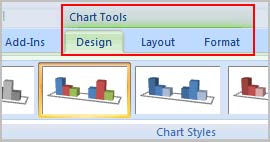 Chart Tools
Add-Ins Design Layout Format
Chart Styles